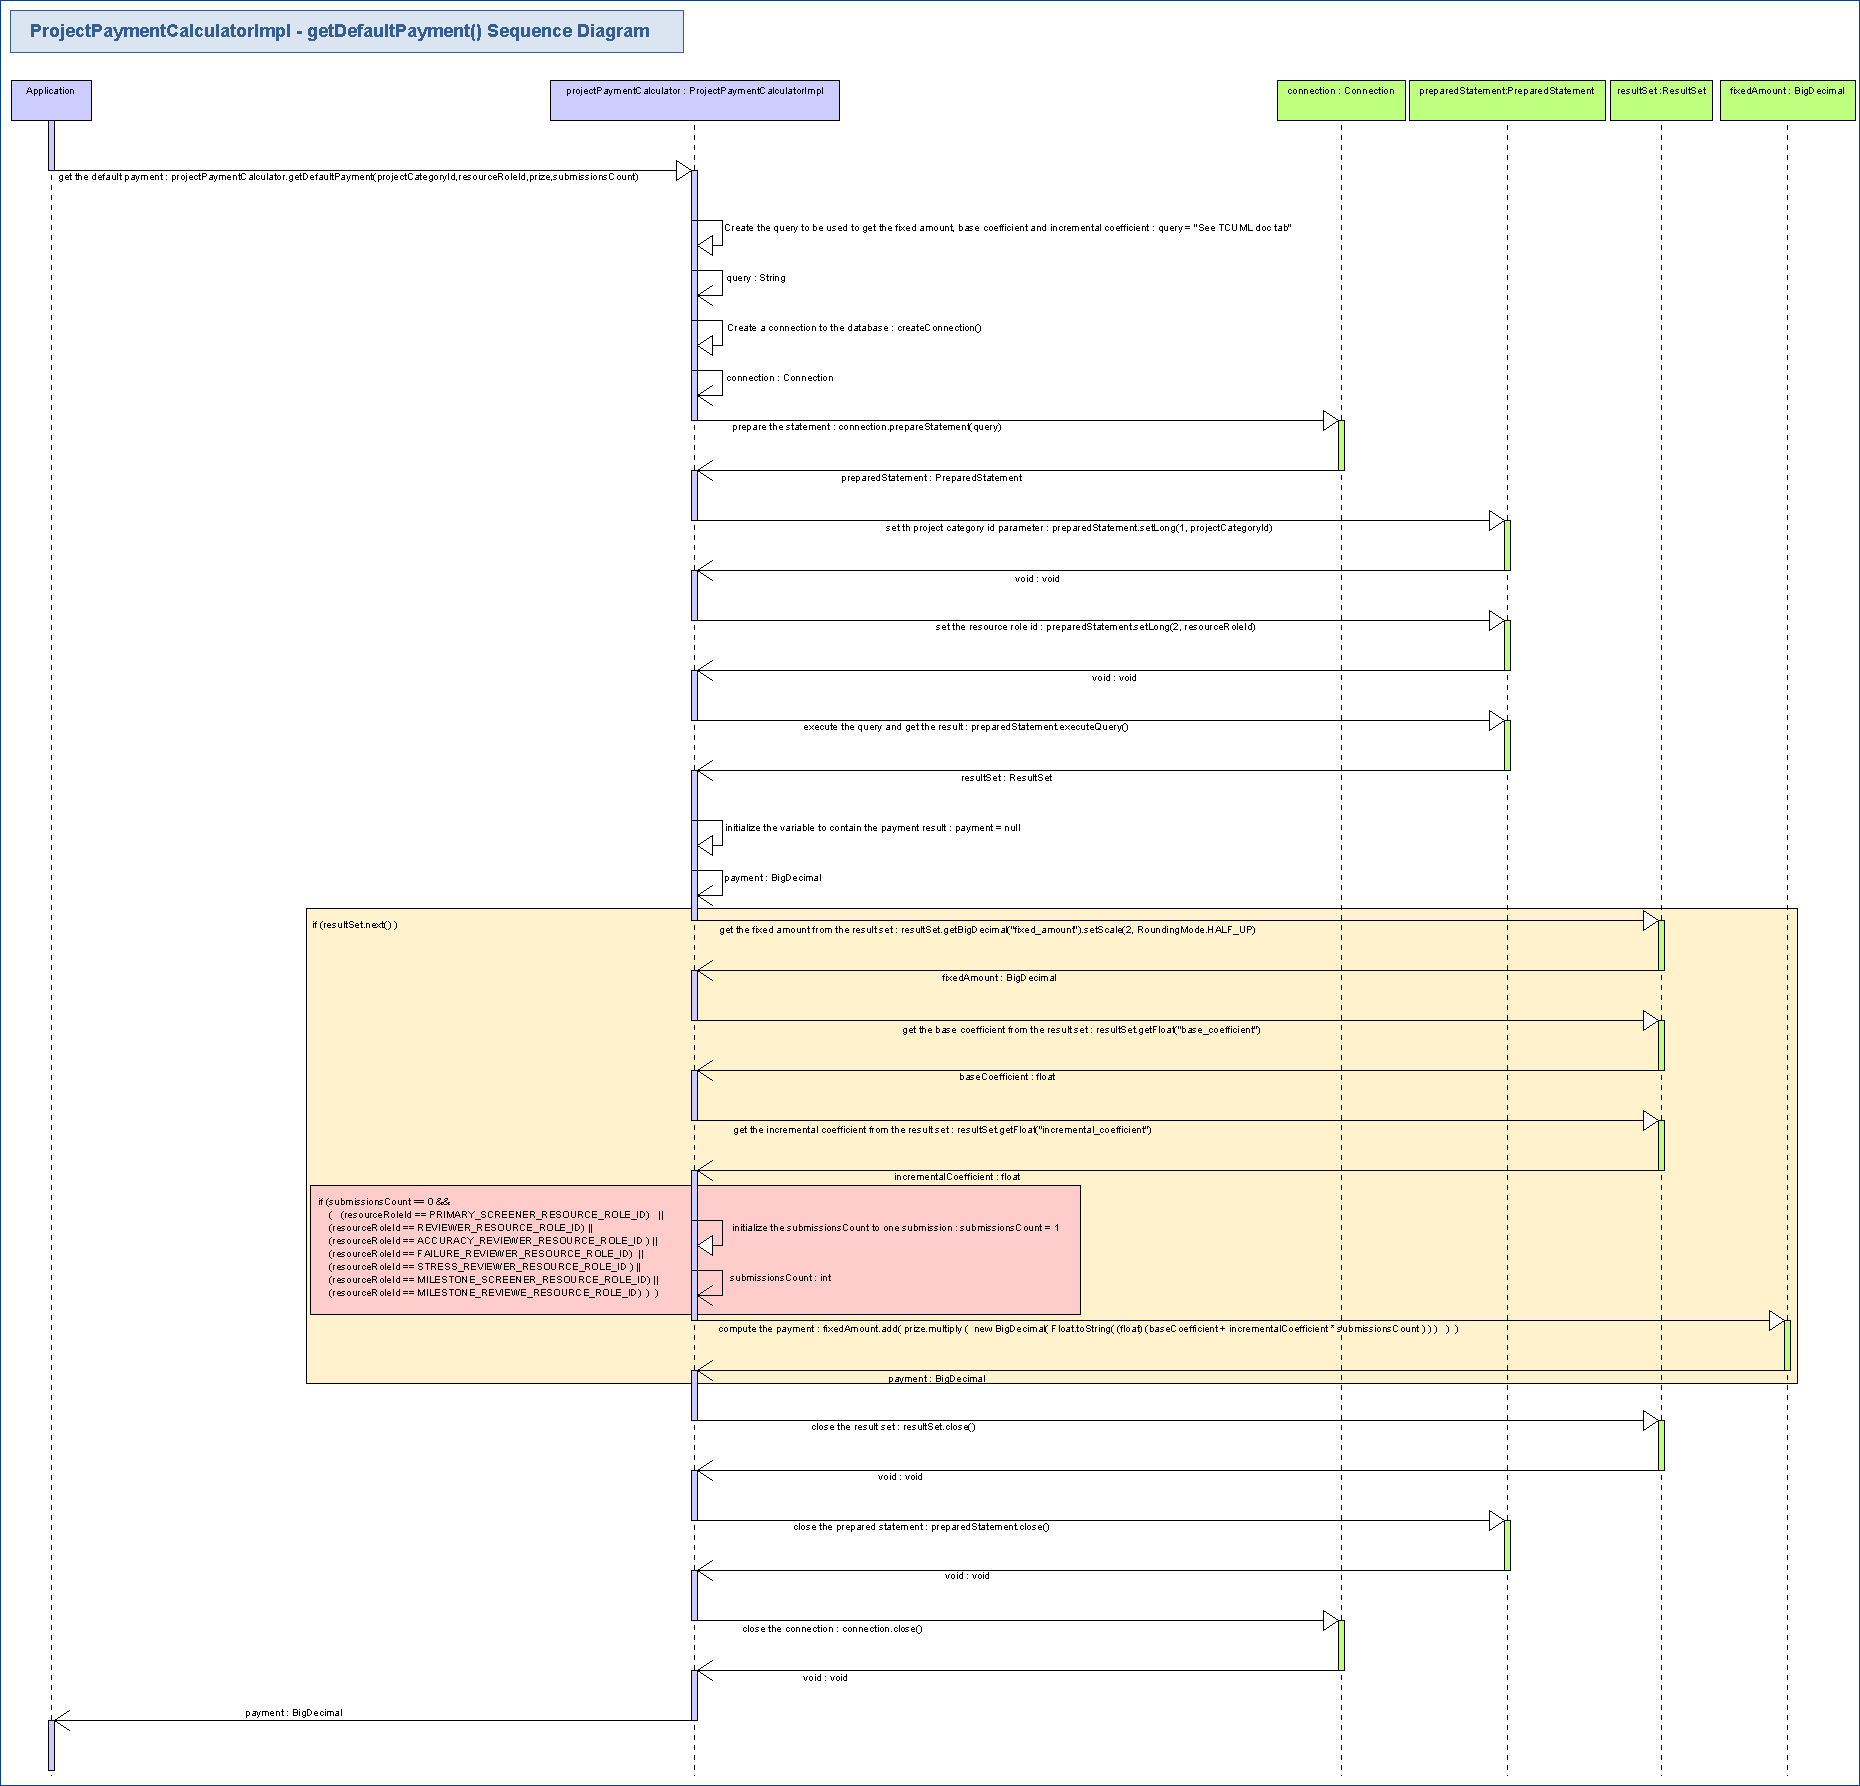 ProjectPaymentCalculatorImpl - getDefaultPayment() Sequence Diagram
Application
projectPaymentCalculator : ProjectPaymentCalculatorImpl
connection : Connection
preparedStatement:PreparedStatement
resultSet :ResultSet
fixedAmount : BigDecimal
get the default payment : projectPaymentCalculator.getDefaultPayment(projectCategoryId,resourceRoleId,prize,submissionsCount)
Create the query to be used to get the fixed amount, base coefficient and incremental coefficient : query = "See TCUML doc tab"
query : String
Create a connection to the database : createConnection()
connection : Connection
prepare the statement : connection.prepareStatement(query)
preparedStatement : PreparedStatement
set th project category id parameter : preparedStatement.setLong(1, projectCategoryId)
void : void
set the resource role id : preparedStatement.setLong(2, resourceRoleId)
void : void
execute the query and get the result : preparedStatement.executeQuery()
resultSet : ResultSet
initialize the variable to contain the payment result : payment = null
payment : BigDecimal
if (resultSet.next() )
get the fixed amount from the result set : resultSet.getBigDecimal("fixed_amount").setScale(2, RoundingMode.HALF_UP)
fixedAmount : BigDecimal
get the base coefficient from the result set : resultSet.getFloat("base_coefficient")
baseCoefficient : float
get the incremental coefficient from the result set : resultSet.getFloat("incremental_coefficient")
incrementalCoefficient : float
if (submissionsCount == 0 &&
( (resourceRoleId == PRIMARY_SCREENER_RESOURCE_ROLE_ID) ||
(resourceRoleId == REVIEWER_RESOURCE_ROLE_ID) ||
(resourceRoleId == ACCURACY_REVIEWER_RESOURCE_ROLE_ID ) ||
(resourceRoleId == FAILURE_REVIEWER_RESOURCE_ROLE_ID) ||
(resourceRoleId == STRESS_REVIEWER_RESOURCE_ROLE_ID ) ||
(resourceRoleId == MILESTONE_SCREENER_RESOURCE_ROLE_ID) ||
(resourceRoleId == MILESTONE_REVIEWE_RESOURCE_ROLE_ID) ) )
initialize the submissionsCount to one submission : submissionsCount = 1
submissionsCount : int
compute the payment : fixedAmount.add( prize.multiply ( new BigDecimal( Float.toString( (float) (baseCoefficient + incrementalCoefficient * submissionsCount ) ) ) ) )
payment : BigDecimal
close the result set : resultSet.close()
void : void
close the prepared statement : preparedStatement.close()
void : void
close the connection : connection.close()
void : void
payment : BigDecimal